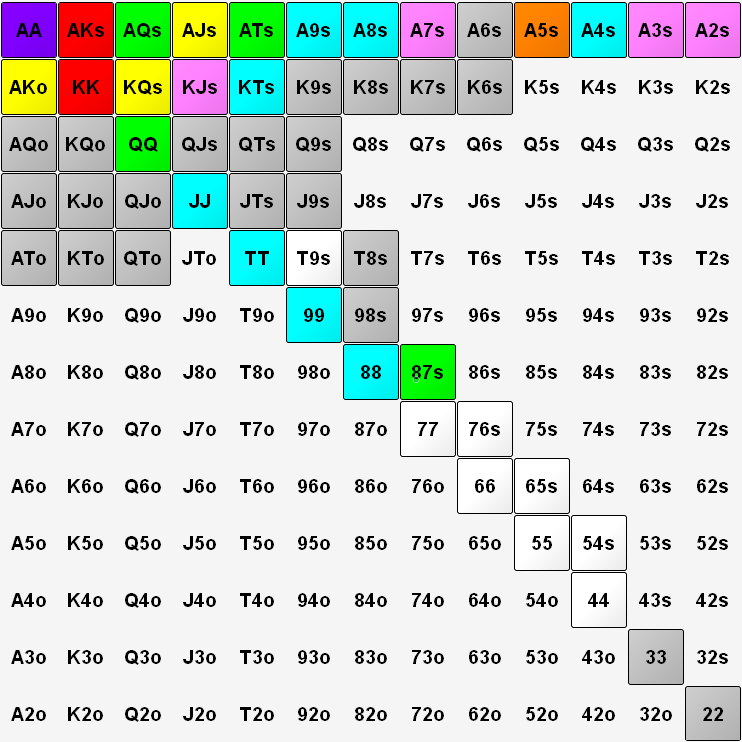 AA AKs AQs AJs ATs A9s A8s A7s A6s A5s A4s A3s A2s
AKo KK KQs KJs KTs K9s K8s K7s K6s K5s K4s K3s K2s
AQo KQo QQ QJs QTs Q9s Q8s Q7s Q6s Q5s Q4s Q3s Q2s
AJo KJo QJo JJ JTs J9s J8s J7s J6s J5s J4s J3s J2s
ATo KTo QTo JTo TT T9s T8s T7s T6s T5s T4s T3s T2s
A9o K9o Q9o J9o T9o 99 98s 97s 96s 95s 94s 93s 92s
A8o K8o Q8o J8o T8o 98o 88 87s 86s 85s 84s 83s 82s
A7o K7o Q7o J7o T7o 97o 87o 77 76s 75s 74s 73s 72s
A6o K6o Q6o J6o T6o 96o 86o 76o 66 65s 64s 63s 62s
A5o K5o Q5o J5o T5o 95o 85o 75o 65o 55 54s 53s 52s
A4o K4o Q4o J4o T4o 94o 84o 74o 64o 54o 44 43s 42s
A3o K3o Q3o J3o T3o 93o 83o 73o 63o 53o 43o 33 32s
A2o K2o Q2o J2o T2o 92o 82o 72o 62o 52o 42o 32o 22